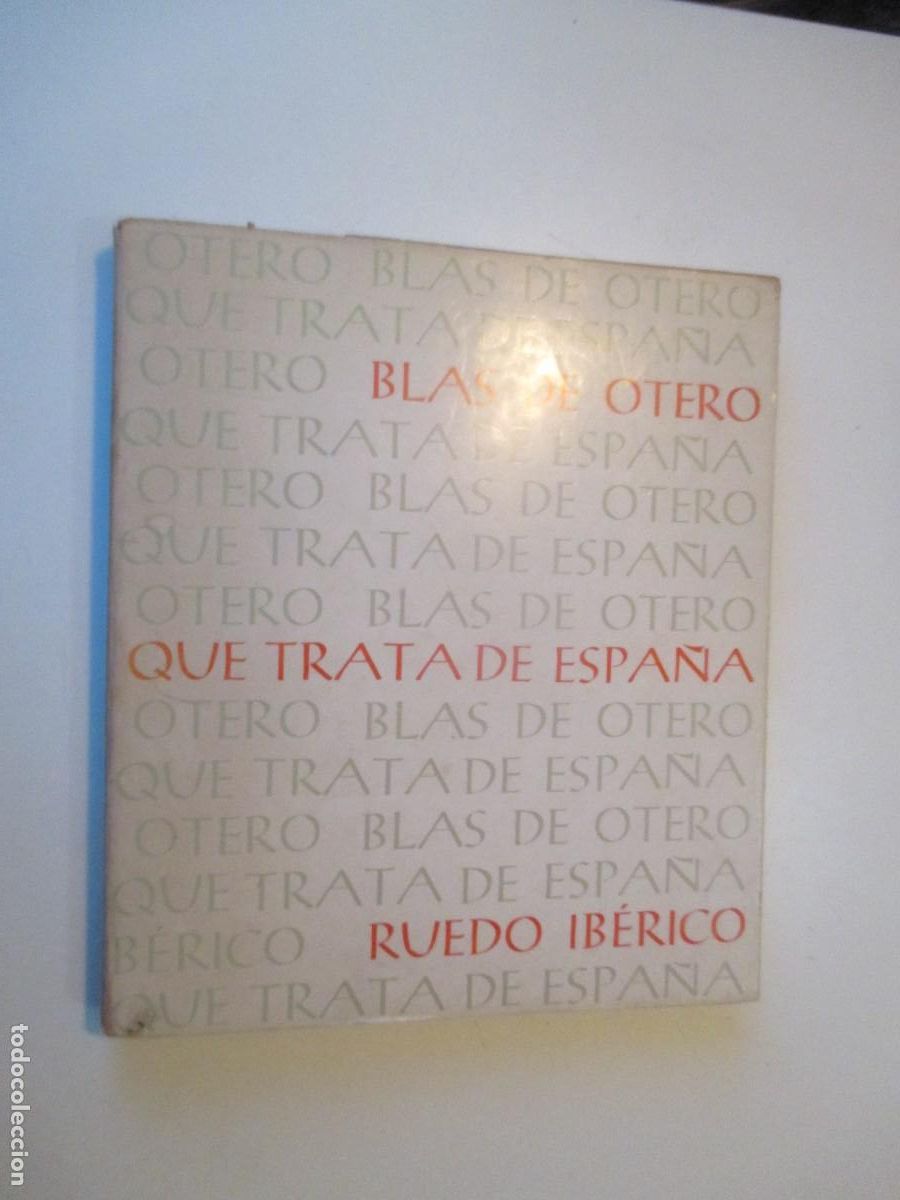 OTERO BLAS DE OTERO
QUE TRATA DE ESPAÑA
OTERO BLAS DE OTERO
QUE TRATA DE ESPAÑA
OTERO BLAS DE OTERO
QUE TRATA DE ESPAÑA
OTERO BLAS DE OTERO
QUE TRATA DE ESPAÑA
OTERO BLAS DE OTERO
QUE TRATA DE ESPAÑA
OTERO BLAS DE OTERO
QUE TRATA DE ESPAÑA
BÉRICO RUEDO IBÉRICO
QUE TRATA DE ESPAÑA
todocoleccion